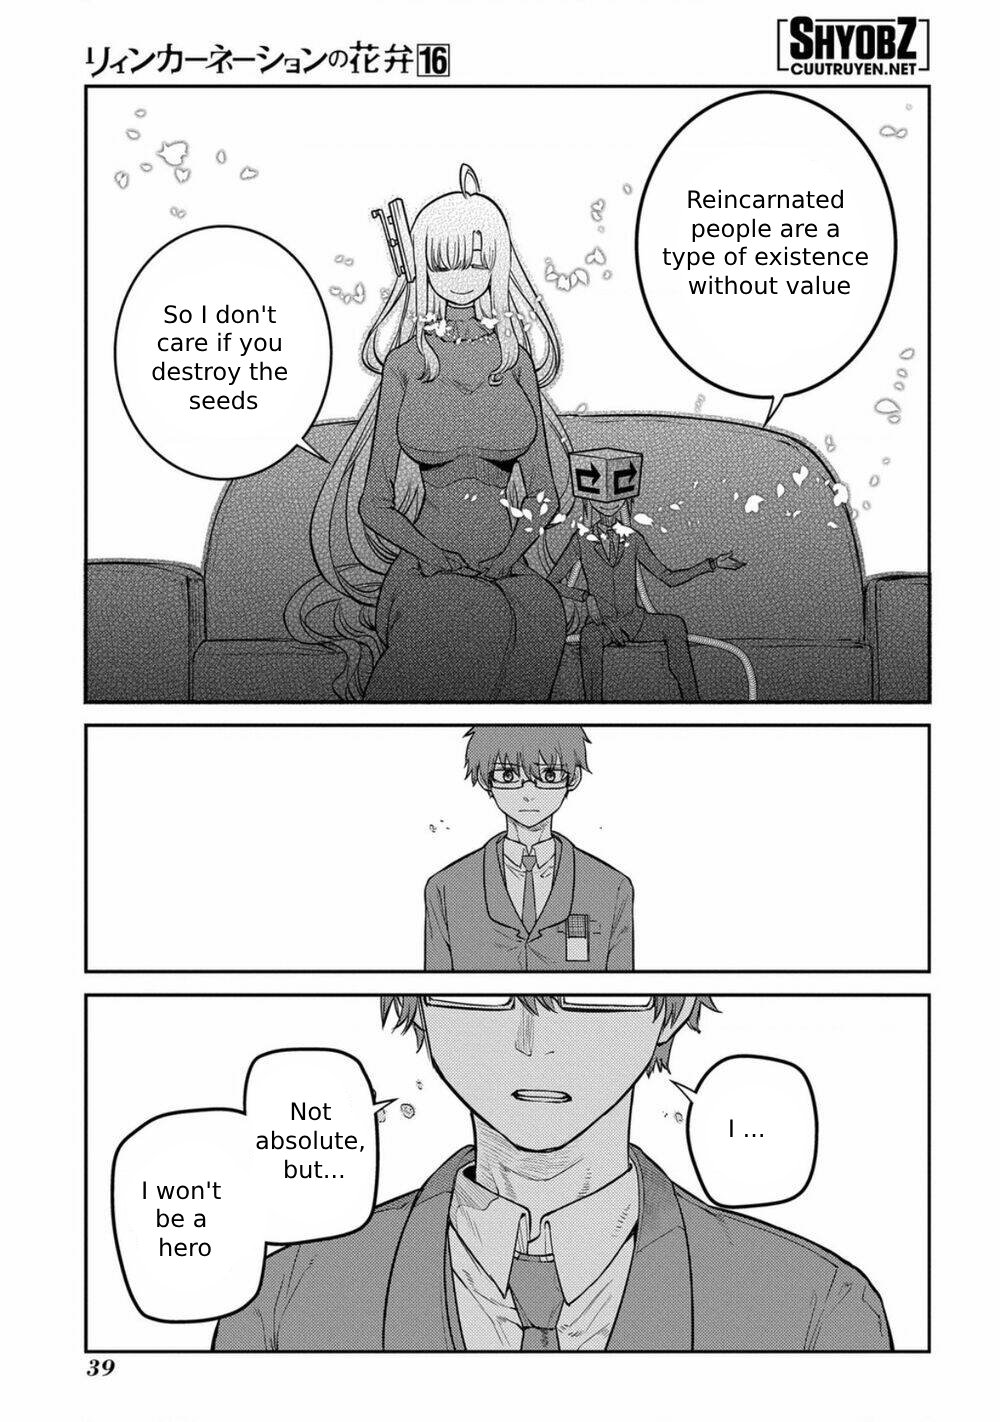 リィンカーネーションの花弁16
SHYOBZ
CUUTRUYEN.NET
Reincarnated
people are a
type of existence
without value
So I don't
care if you
destroy the
seeds
I ...
Not
absolute,
but...
I won't
be a
hero
39